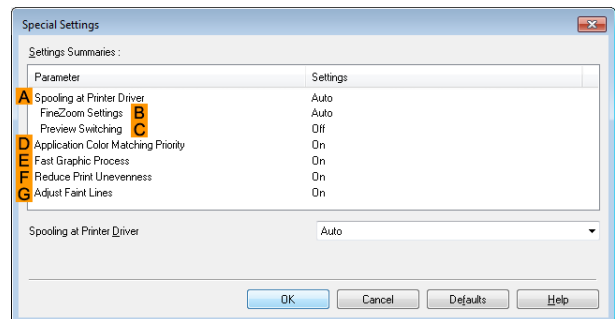 Special Settings
Settings Summaries :
Parameter Settings
A Spooling at Printer Driver Auto
FineZoom Settings B Auto
Preview Switching C Off
D Application Color Matching Priority On
E Fast Graphic Process On
F Reduce Print Unevenness On
G Adjust Faint Lines On
Spooling at Printer Driver Auto
OK Cancel Defaults Help